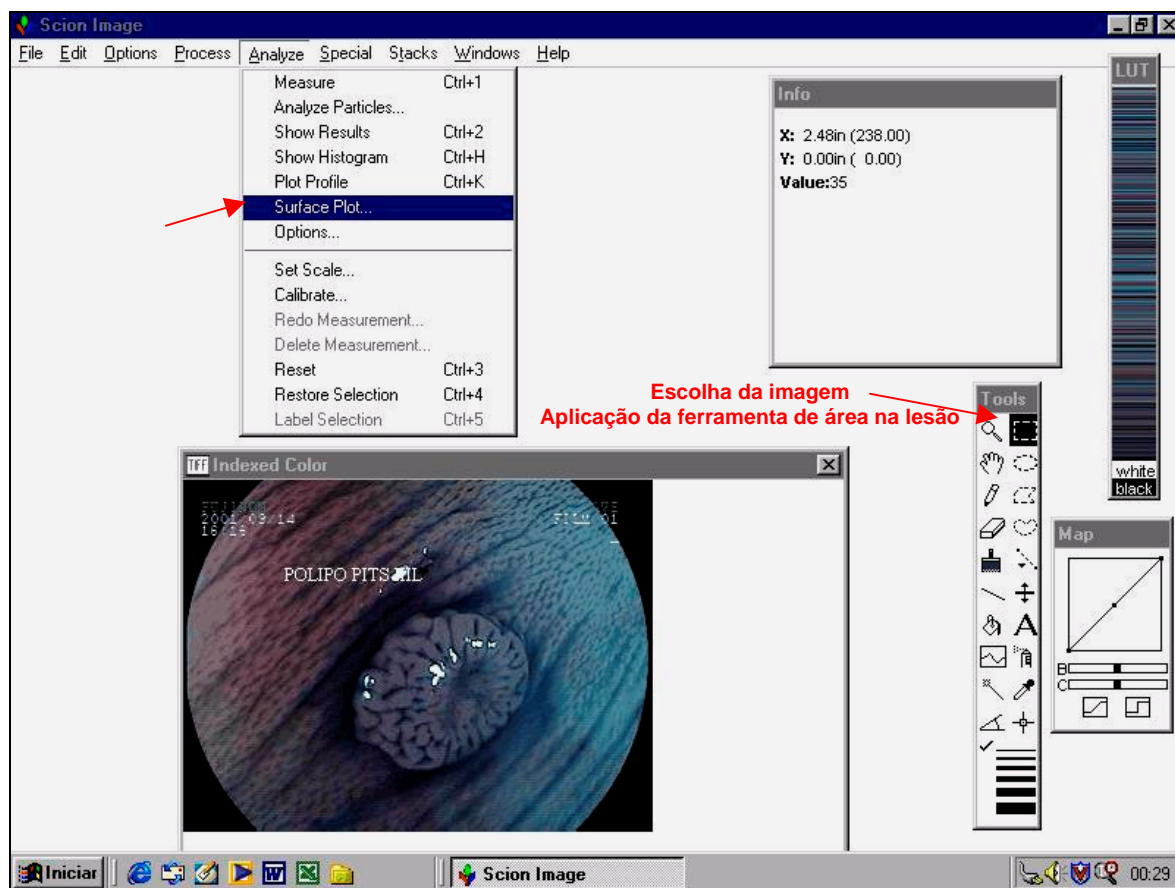 Scion Image
File Edit Options Process Analyze Special Stacks Windows Help
Measure Ctrl+1
Analyze Particles...
Show Results Ctrl+2
Show Histogram Ctrl+H
Plot Profile Ctrl+K
Surface Plot...
Options...
Set Scale...
Calibrate...
Redo Measurement...
Delete Measurement...
Reset Ctrl+3
Restore Selection Ctrl+4
Label Selection Ctrl+5
Info
X: 2.48in (238.00)
Y: 0.00in ( 0.00)
Value:35
LUT
white
black
Escolha da imagem
Aplicação da ferramenta de área na lesão
Tools
A
Map
B
C
TIFF Indexed Color
2001/09/14
01
POLIPO PITS
Iniciar
Scion Image
00:29